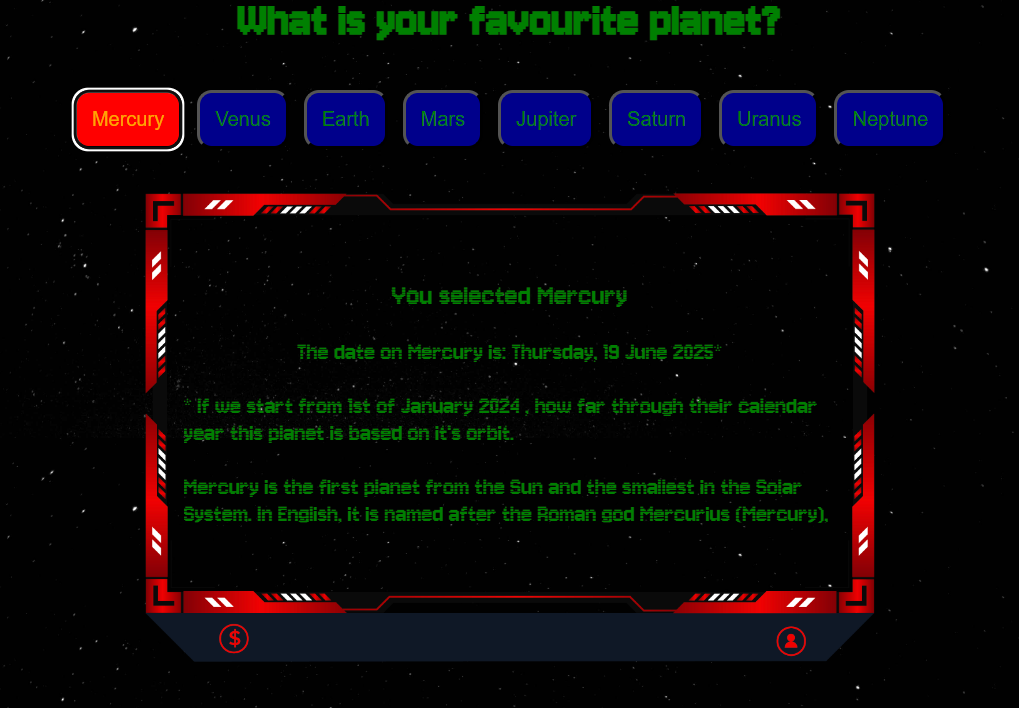 What is your favourite planet?
Mercury Venus Earth Mars Jupiter Saturn Uranus Neptune
You selected Mercury
The date on Mercury is: Thursday, 19 June 2025*
* If we start from 1st of January 2024 , how far through their calendar
year this planet is based on it's orbit.
Mercury is the first planet from the Sun and the smallest in the Solar
System. In English, it is named after the Roman god Mercurius (Mercury),
$